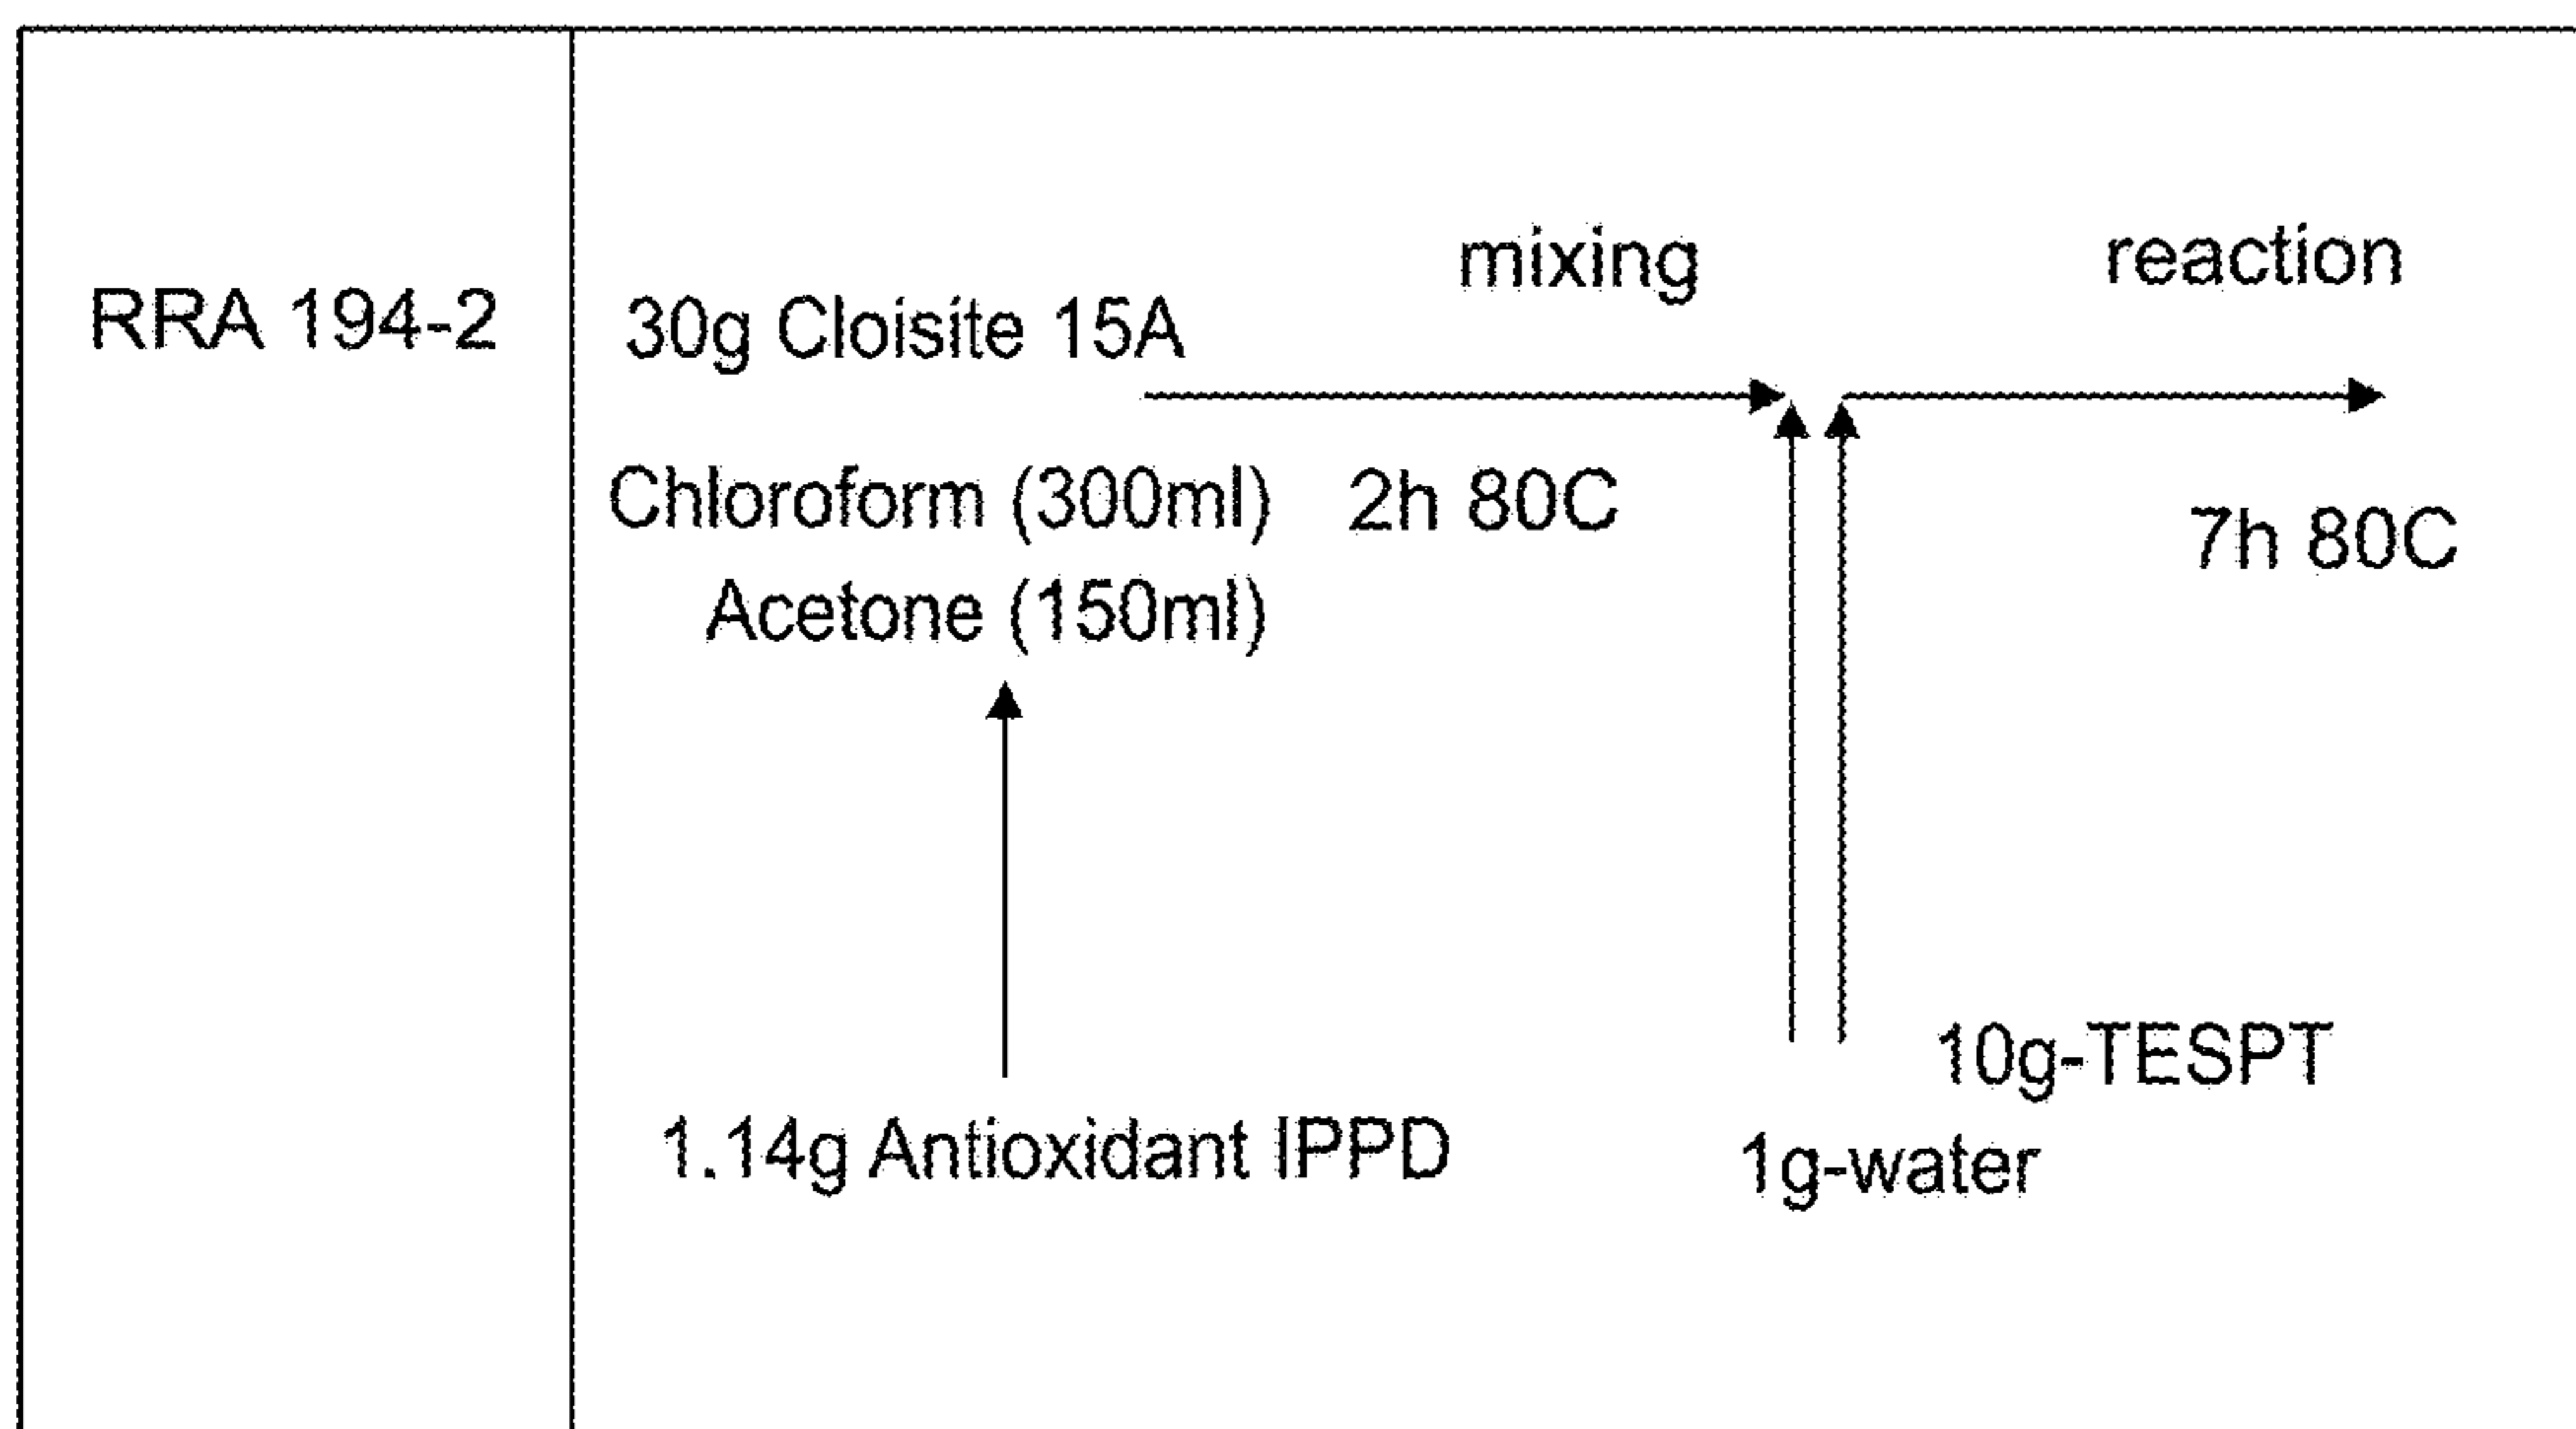 RRA 194-2
30g Cloisite 15A
mixing
reaction
Chloroform (300ml)
2h 80C
7h 80C
Acetone (150ml)
10g-TESPT
1.14g Antioxidant IPPD
1g-water